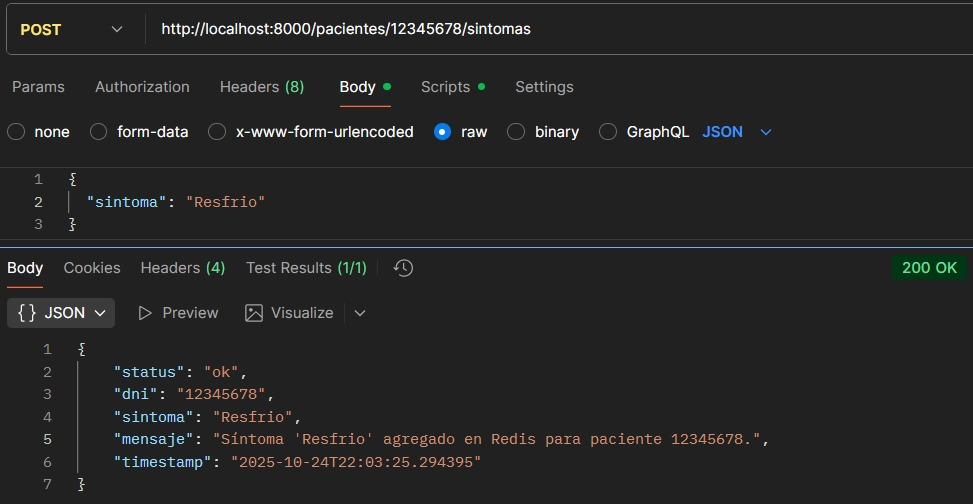 POST http://localhost:8000/pacientes/12345678/sintomas
Params Authorization Headers (8) Body Scripts Settings
none form-data x-www-form-urlencoded raw binary GraphQL JSON
1 {
2 "sintoma": "Resfrio"
3 }
Body Cookies Headers (4) Test Results (1/1) 200 OK
{} JSON Preview Visualize
1 {
2 "status": "ok",
3 "dni": "12345678",
4 "sintoma": "Resfrio",
5 "mensaje": "Síntoma 'Resfrio' agregado en Redis para paciente 12345678.",
6 "timestamp": "2025-10-24T22:03:25.294395"
7 }